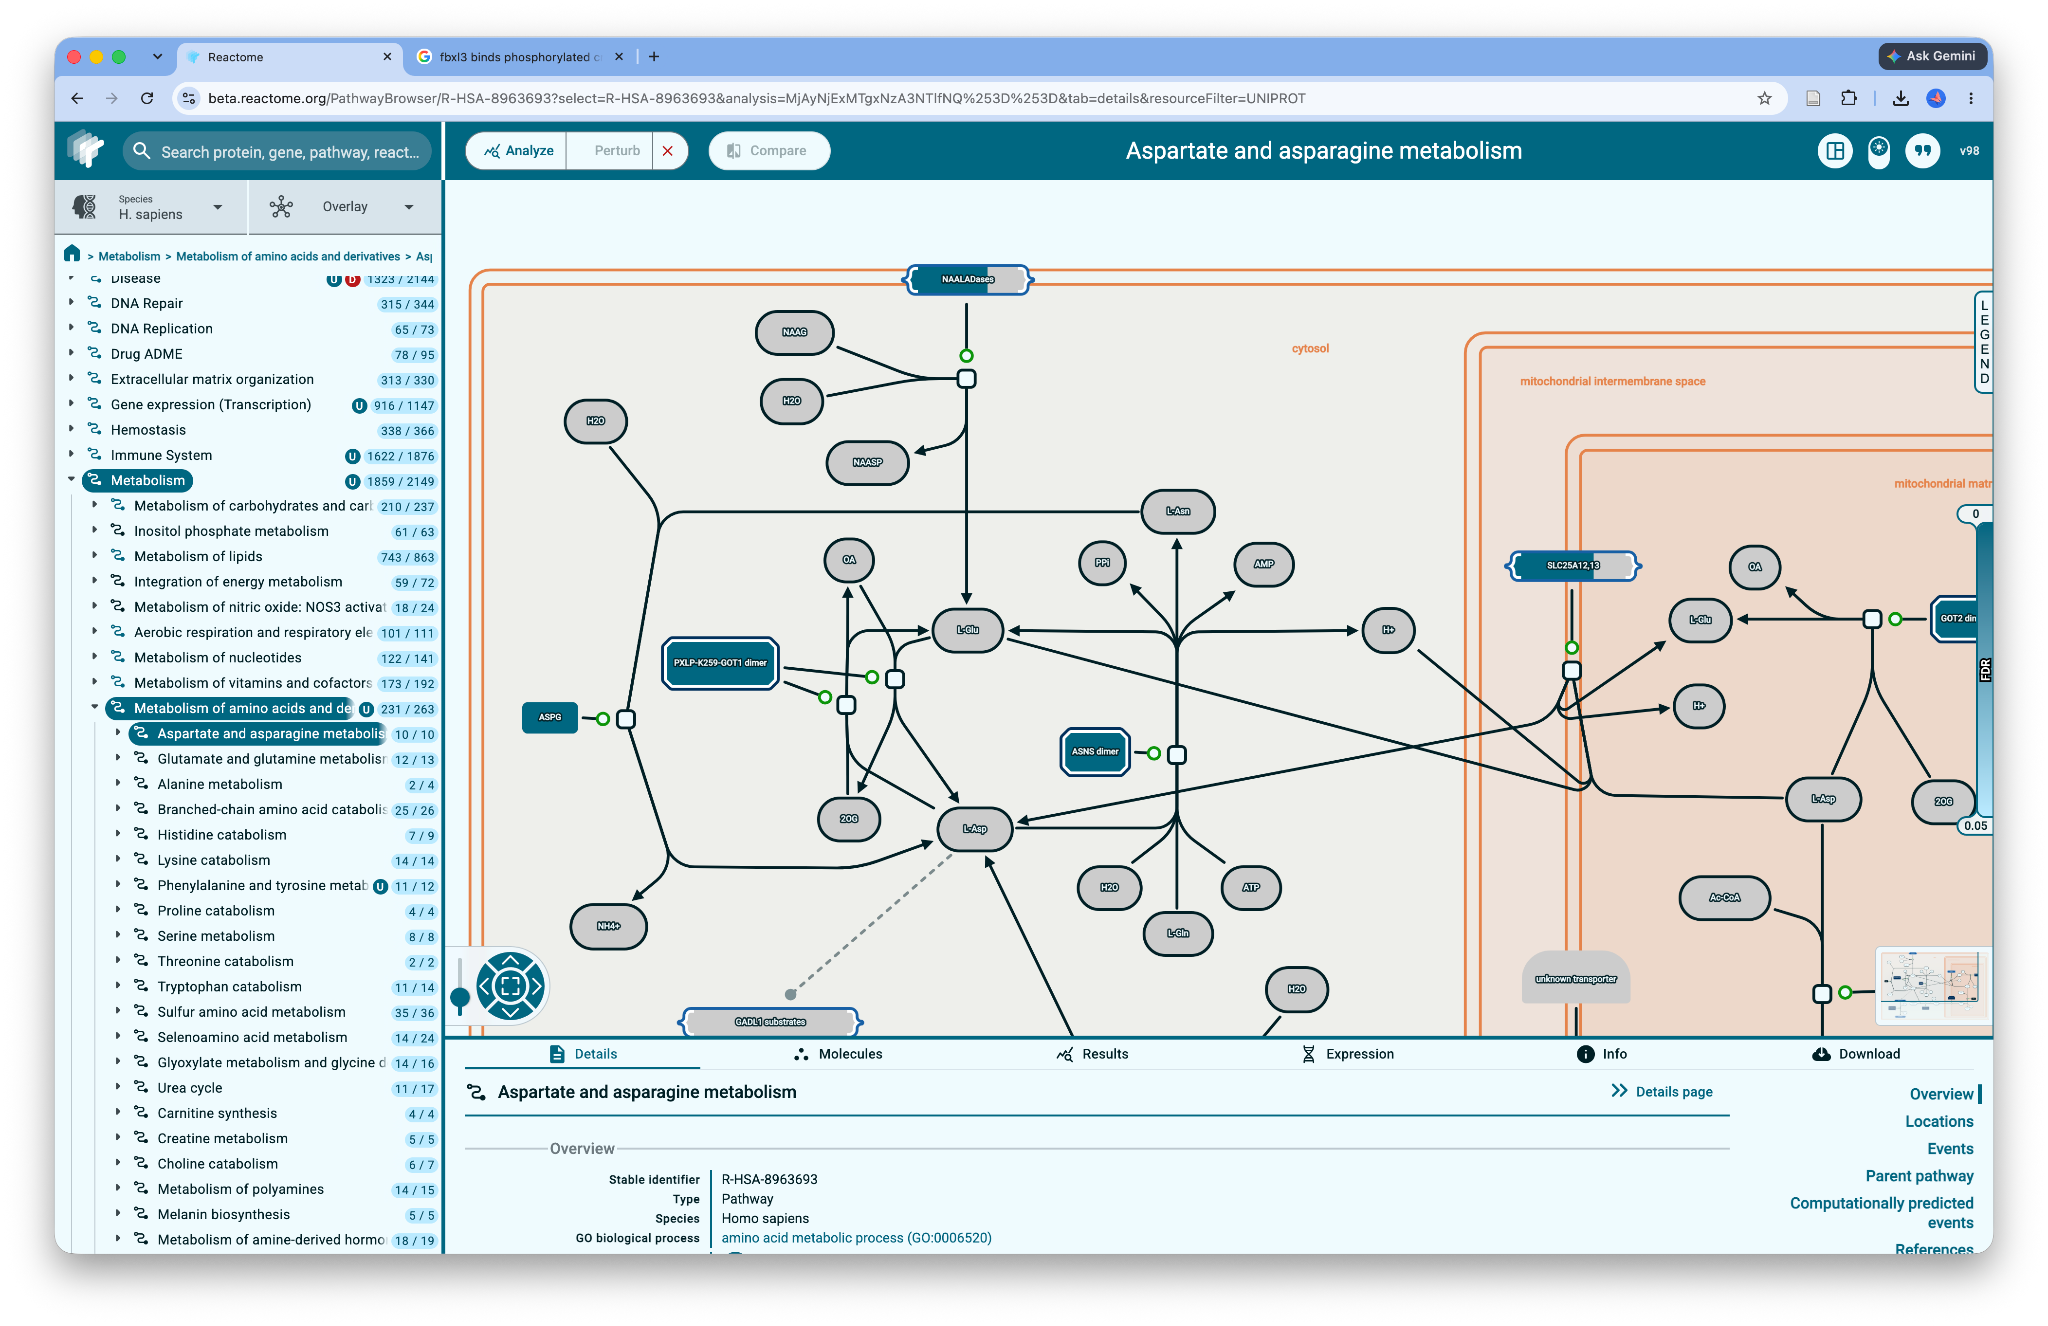 Reactome
fbxl3 binds phosphorylated c
Ask Gemini
beta.reactome.org/PathwayBrowser/R-HSA-8963693?select=R-HSA-8963693&analysis=MjAyNjExMTgxNzA3NTIfNQ%253D%253D&tab=details&resourceFilter=UNIPROT
Search protein, gene, pathway, react...
Analyze
Perturb
Compare
Aspartate and asparagine metabolism
v98
Species
H. sapiens
Overlay
> Metabolism > Metabolism of amino acids and derivatives > Asp
Disease U D 1323 / 2144
DNA Repair 315 / 344
DNA Replication 65 / 73
Drug ADME 78 / 95
Extracellular matrix organization 313 / 330
Gene expression (Transcription) U 916 / 1147
Hemostasis 338 / 366
Immune System U 1622 / 1876
Metabolism U 1859 / 2149
Metabolism of carbohydrates and carb 210 / 237
Inositol phosphate metabolism 61 / 63
Metabolism of lipids 743 / 863
Integration of energy metabolism 59 / 72
Metabolism of nitric oxide: NOS3 activat 18 / 24
Aerobic respiration and respiratory ele 101 / 111
Metabolism of nucleotides 122 / 141
Metabolism of vitamins and cofactors 173 / 192
Metabolism of amino acids and der U 231 / 263
Aspartate and asparagine metabolis 10 / 10
Glutamate and glutamine metabolism 12 / 13
Alanine metabolism 2 / 4
Branched-chain amino acid catabolis 25 / 26
Histidine catabolism 7 / 9
Lysine catabolism 14 / 14
Phenylalanine and tyrosine metab U 11 / 12
Proline catabolism 4 / 4
Serine metabolism 8 / 8
Threonine catabolism 2 / 2
Tryptophan catabolism 11 / 14
Sulfur amino acid metabolism 35 / 36
Selenoamino acid metabolism 14 / 24
Glyoxylate metabolism and glycine d 14 / 16
Urea cycle 11 / 17
Carnitine synthesis 4 / 4
Creatine metabolism 5 / 5
Choline catabolism 6 / 7
Metabolism of polyamines 14 / 15
Melanin biosynthesis 5 / 5
Metabolism of amine-derived hormo 18 / 19
NAALADases
NAAG
cytosol
LEGEND
mitochondrial intermembrane space
H2O
H2O
NAASP
mitochondrial matr
L-Asn
0
OA
PPi
AMP
SLC25A12,13
OA
L-Glu
H+
L-Glu
GOT2 dim
PXLP-K259-GOT1 dimer
FDR
H+
ASPG
ASNS dimer
2OG
L-Asp
L-Asp
2OG
0.05
H2O
ATP
Ac-CoA
NH4+
L-Gln
unknown transporter
H2O
GADL1 substrates
Details
Molecules
Results
Expression
Info
Download
Aspartate and asparagine metabolism
Details page
Overview
Stable identifier R-HSA-8963693
Type Pathway
Species Homo sapiens
GO biological process amino acid metabolic process (GO:0006520)
Overview
Locations
Events
Parent pathway
Computationally predicted
events
References